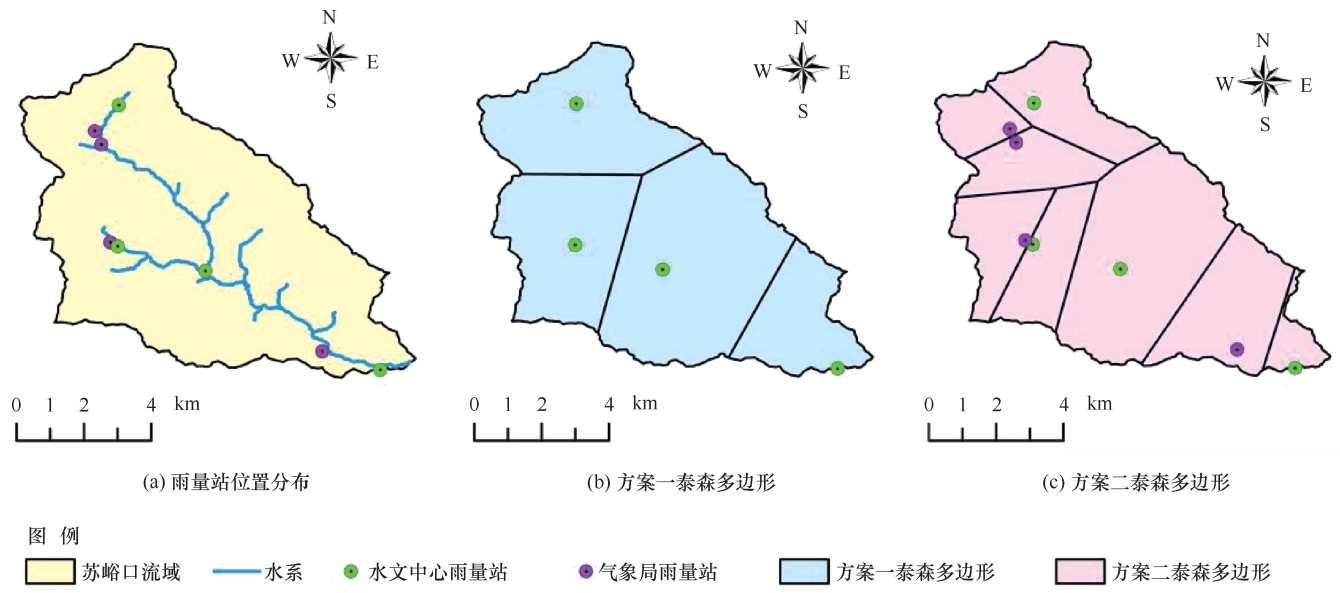 N
W E
S
0 1 2 4 km
(a) 雨量站位置分布
N
W E
S
0 1 2 4 km
(b) 方案一泰森多边形
N
W E
S
0 1 2 4 km
(c) 方案二泰森多边形
图 例
苏峪口流域 水系 水文中心雨量站 气象局雨量站 方案一泰森多边形 方案二泰森多边形